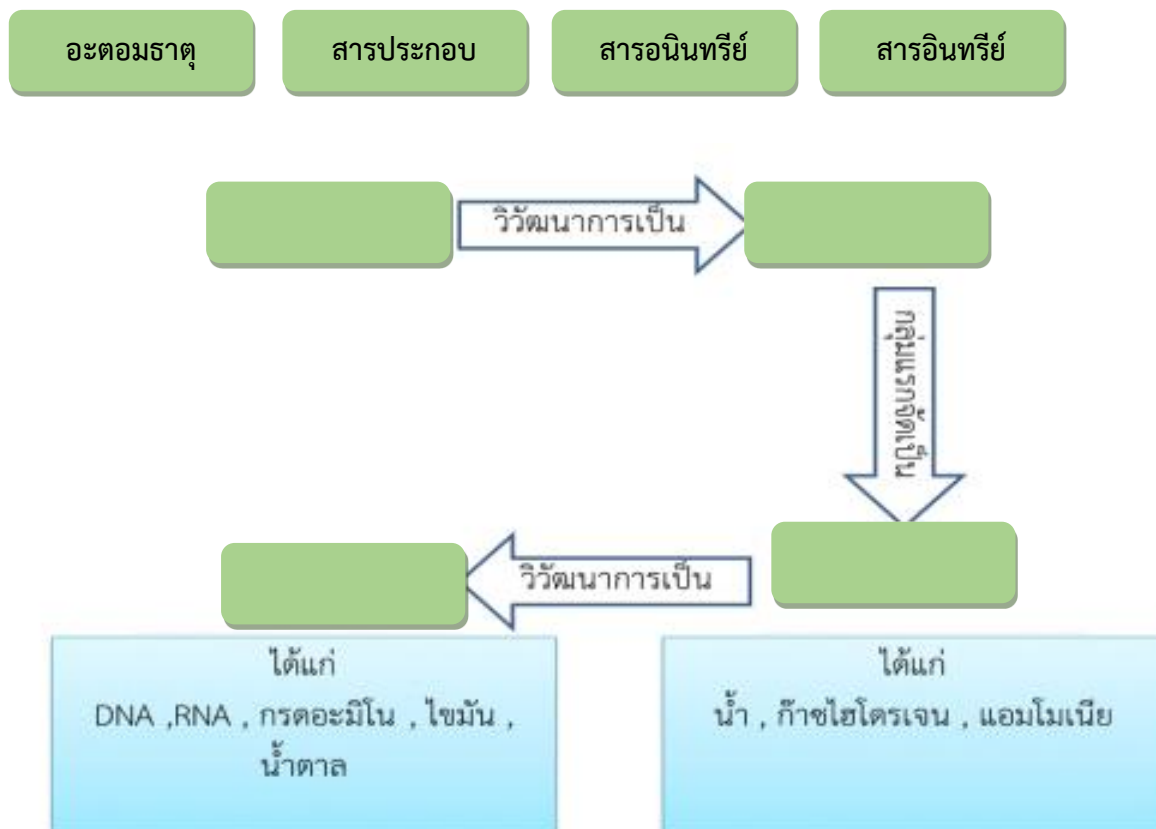 อะตอมธาตุ
สารประกอบ
สารอนินทรีย์
สารอินทรีย์
วิวัฒนาการเป็น
กลุ่มแรกจัดเป็น
วิวัฒนาการเป็น
ได้แก่
DNA ,RNA , กรดอะมิโน , ไขมัน ,
น้ำตาล
ได้แก่
น้ำ , ก๊าซไฮโดรเจน , แอมโมเนีย